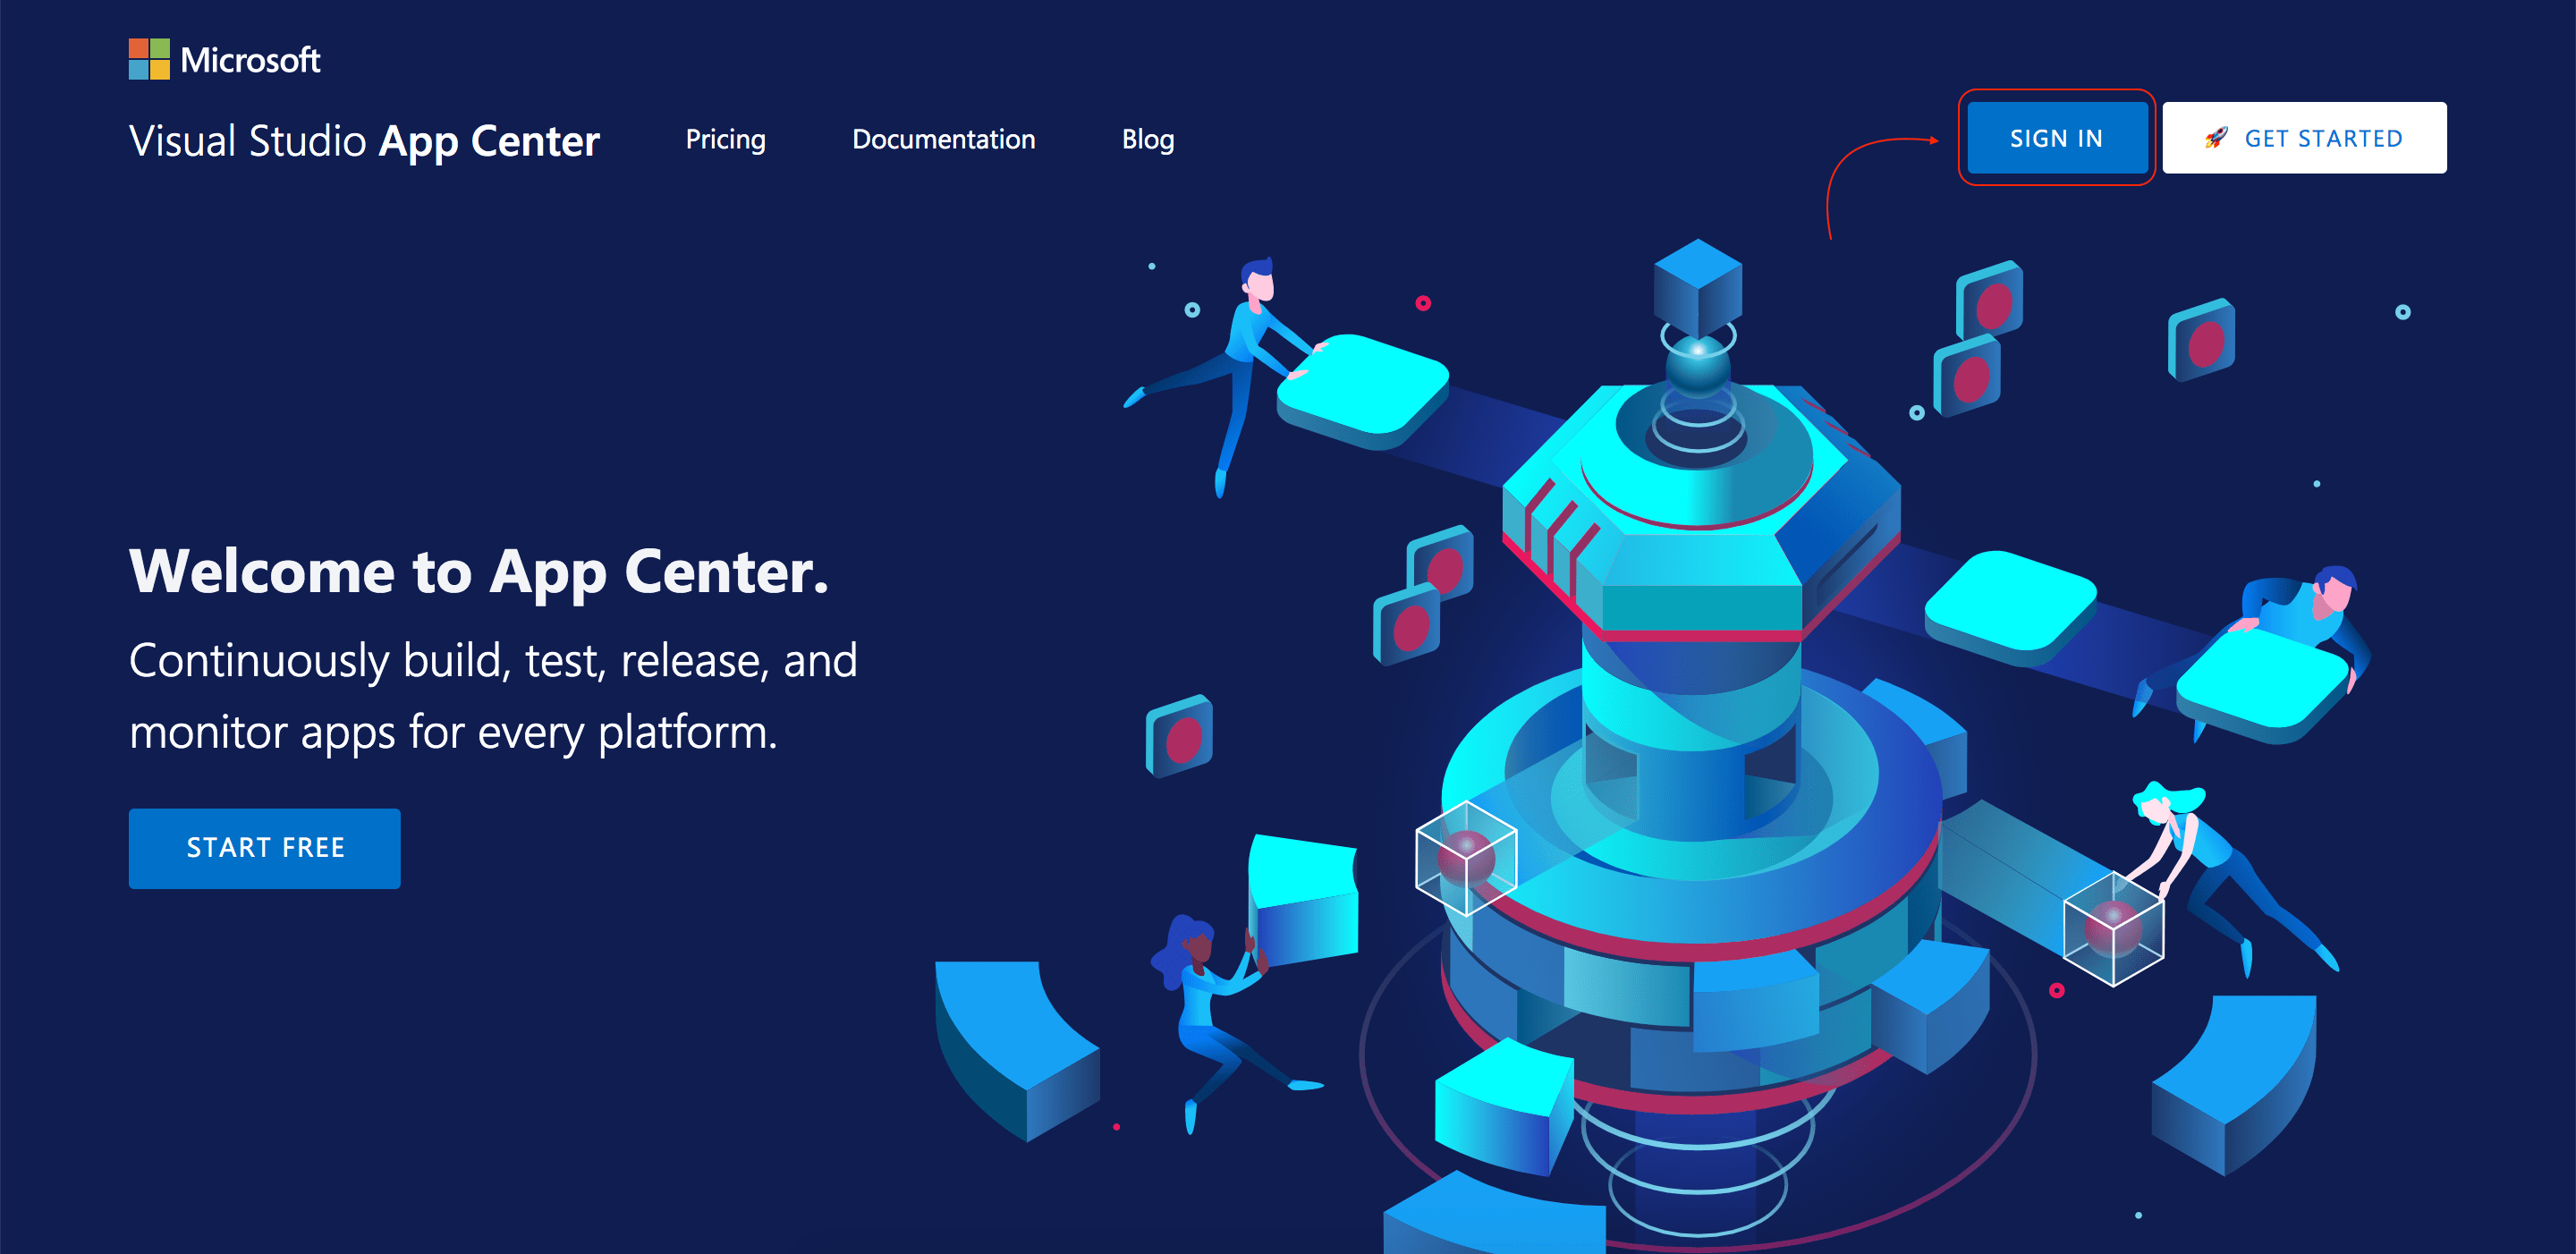 Microsoft
Visual Studio App Center
Pricing
Documentation
Blog
SIGN IN
GET STARTED
Welcome to App Center.
Continuously build, test, release, and
monitor apps for every platform.
START FREE